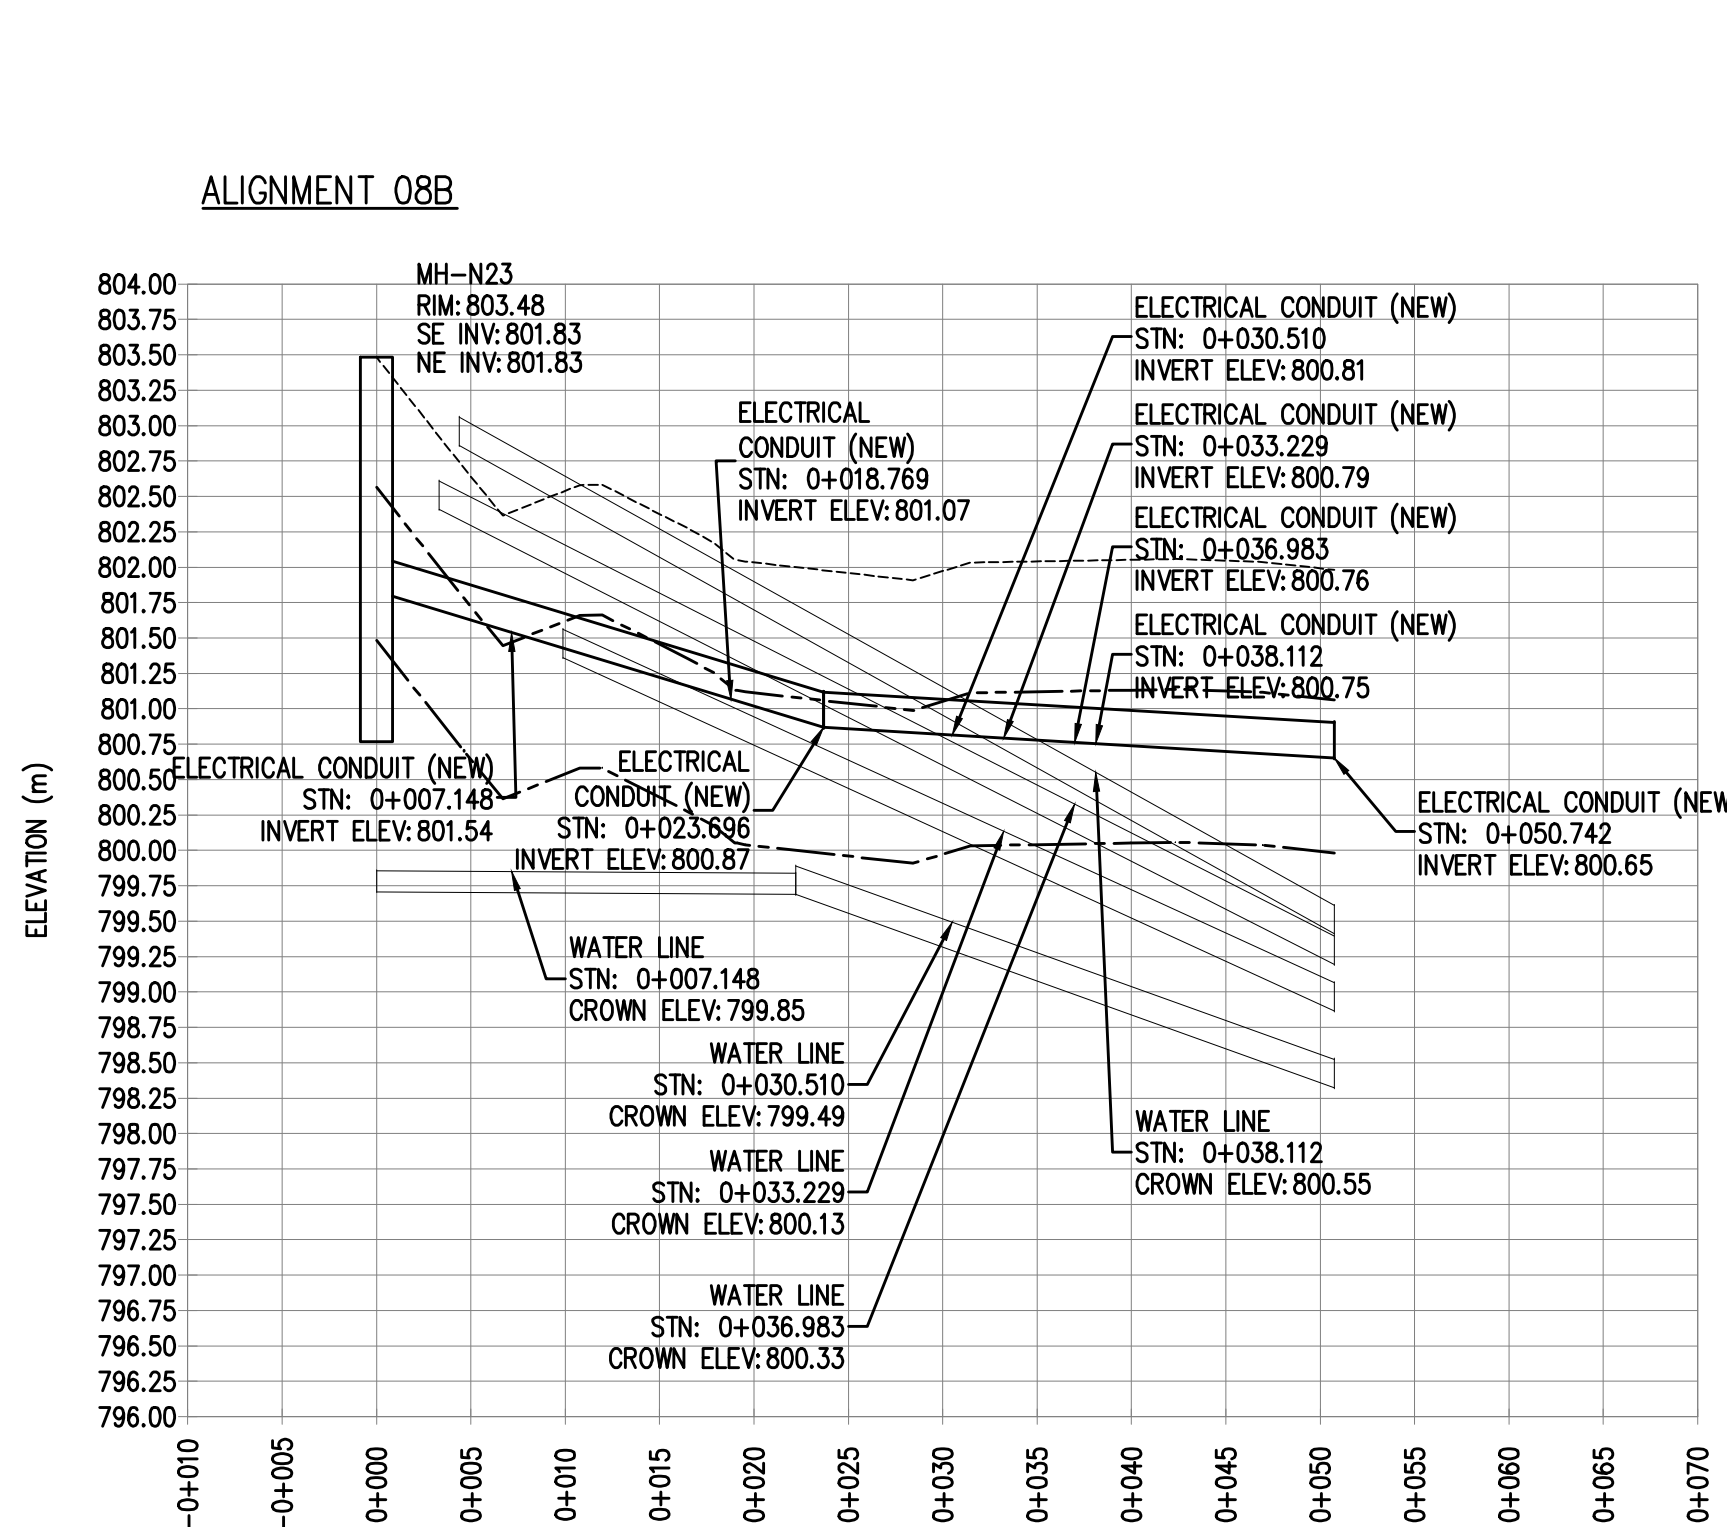 ALIGNMENT 08B
MH-N23
RIM: 803.48
SE INV: 801.83
NE INV: 801.83
ELECTRICAL
CONDUIT (NEW)
STN: 0+018.769
INVERT ELEV: 801.07
ELECTRICAL CONDUIT (NEW)
STN: 0+030.510
INVERT ELEV: 800.81
ELECTRICAL CONDUIT (NEW)
STN: 0+033.229
INVERT ELEV: 800.79
ELECTRICAL CONDUIT (NEW)
STN: 0+036.983
INVERT ELEV: 800.76
ELECTRICAL CONDUIT (NEW)
STN: 0+038.112
INVERT ELEV: 800.75
ELECTRICAL CONDUIT (NEW)
STN: 0+007.148
INVERT ELEV: 801.54
ELECTRICAL
CONDUIT (NEW)
STN: 0+023.696
INVERT ELEV: 800.87
ELECTRICAL CONDUIT (NEW
STN: 0+050.742
INVERT ELEV: 800.65
WATER LINE
STN: 0+007.148
CROWN ELEV: 799.85
WATER LINE
STN: 0+030.510
CROWN ELEV: 799.49
WATER LINE
STN: 0+033.229
CROWN ELEV: 800.13
WATER LINE
STN: 0+036.983
CROWN ELEV: 800.33
WATER LINE
STN: 0+038.112
CROWN ELEV: 800.55
ELEVATION (m)
804.00
803.75
803.50
803.25
803.00
802.75
802.50
802.25
802.00
801.75
801.50
801.25
801.00
800.75
800.50
800.25
800.00
799.75
799.50
799.25
799.00
798.75
798.50
798.25
798.00
797.75
797.50
797.25
797.00
796.75
796.50
796.25
796.00
-0+010
-0+005
0+000
0+005
0+010
0+015
0+020
0+025
0+030
0+035
0+040
0+045
0+050
0+055
0+060
0+065
0+070